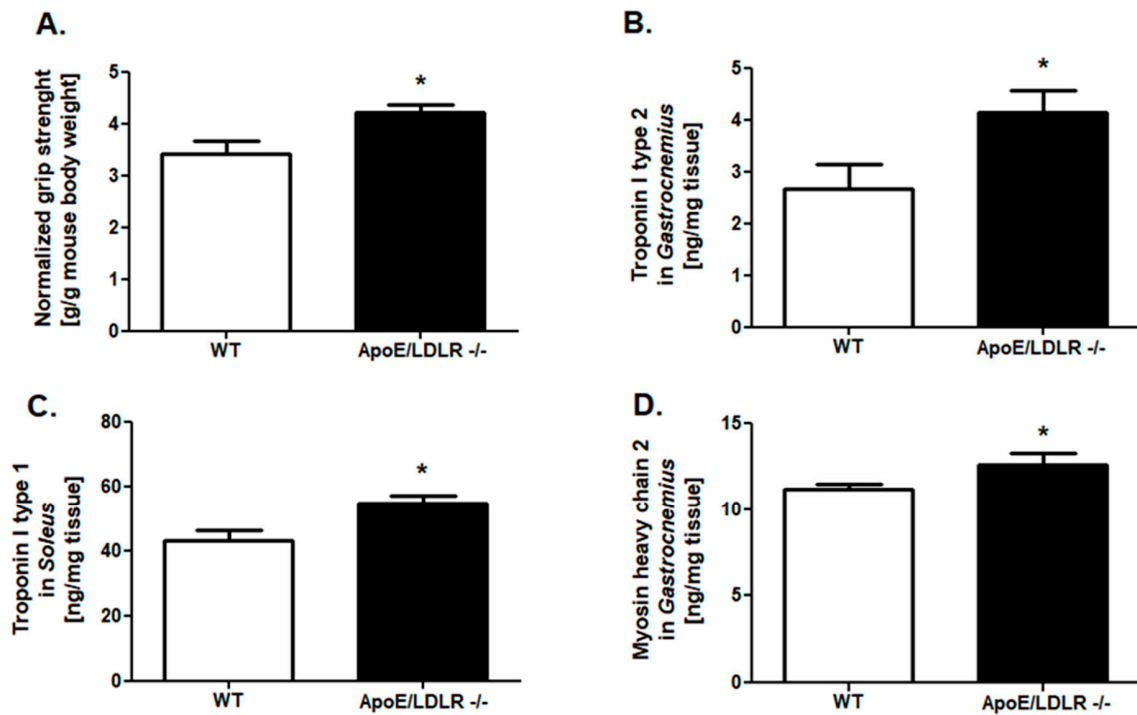 A.
Normalized grip strenght
[g/g mouse body weight]
5
4
3
2
1
0
*
WT
ApoE/LDLR -/-
B.
Troponin I type 2
in Gastrocnemius
[ng/mg tissue]
5
4
3
2
1
0
*
WT
ApoE/LDLR -/-
C.
Troponin I type 1
in Soleus
[ng/mg tissue]
80
60
40
20
0
*
WT
ApoE/LDLR -/-
D.
Myosin heavy chain 2
in Gastrocnemius
[ng/mg tissue]
15
10
5
0
*
WT
ApoE/LDLR -/-